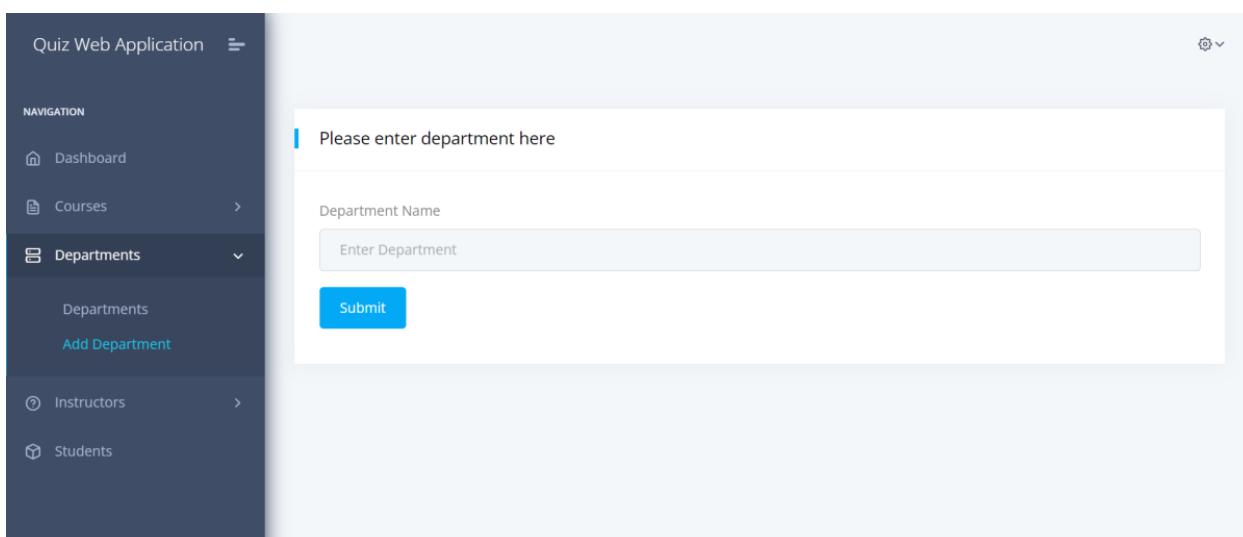 Quiz Web Application
NAVIGATION
Dashboard
Courses
Departments
Departments
Add Department
Instructors
Students
Please enter department here
Department Name
Enter Department
Submit